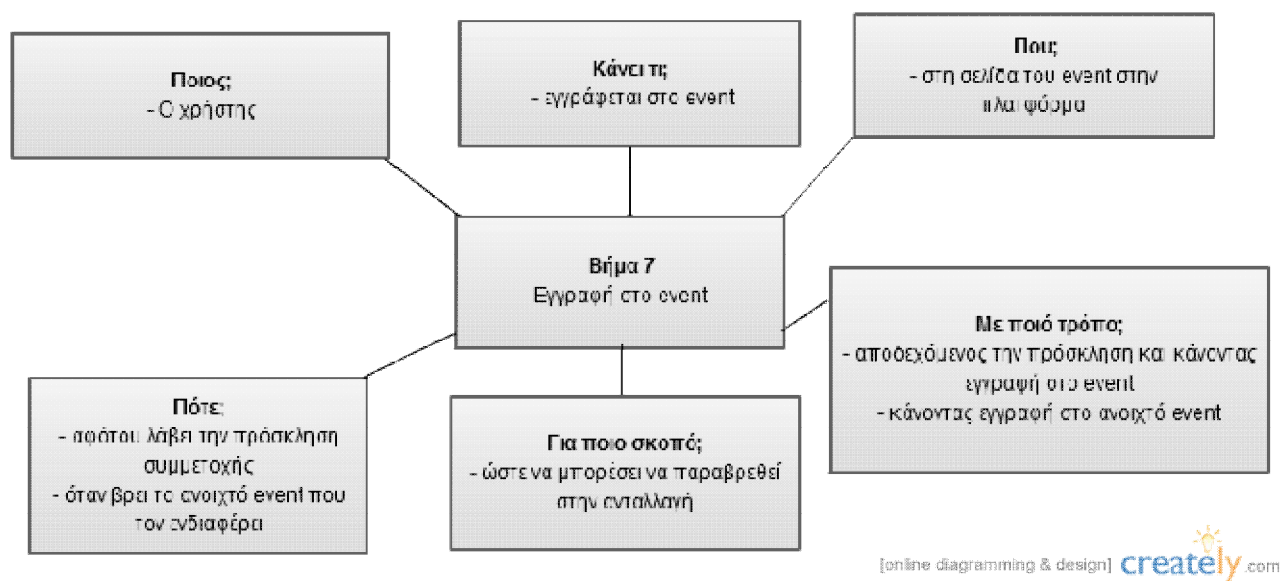 Ποιος;
- Ο χρήστης
Κάνει τι;
- εγγράφεται στο event
Που;
- στη σελίδα του event στην
πλατφόρμα
Βήμα 7
Εγγραφή στο event
Με ποιό τρόπο;
- αποδεχόμενος την πρόσκληση και κάνοντας
εγγραφή στο event
- κάνοντας εγγραφή στο ανοιχτό event
Πότε;
- αφότου λάβει την πρόσκληση
συμμετοχής
- όταν βρει το ανοιχτό event που
τον ενδιαφέρει
Για ποιο σκοπό;
- ώστε να μπορέσει να παραβρεθεί
στην ανταλλαγή
[online diagramming & design] creately.com